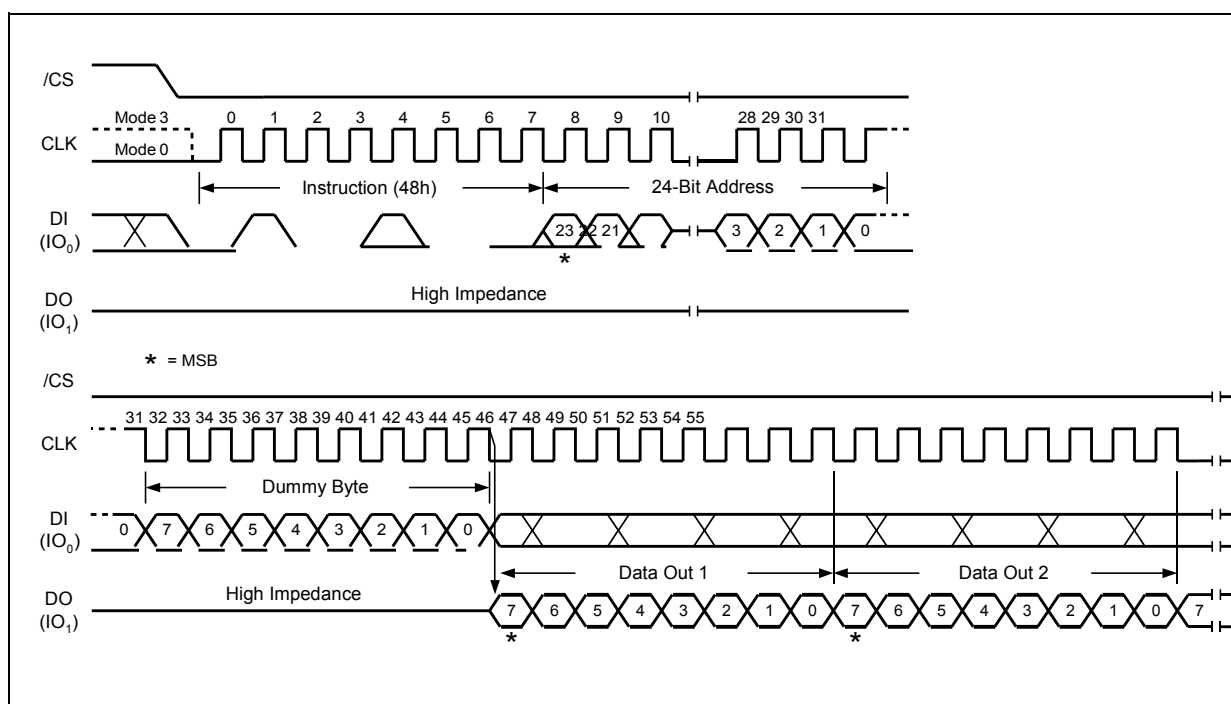 /CS
Mode 3 0 1 2 3 4 5 6 7 8 9 10 28 29 30 31
CLK
Mode 0
Instruction (48h) 24-Bit Address
DI
(IO0) 23 22 21 3 2 1 0
*
High Impedance
DO
(IO1)
* = MSB
/CS
31 32 33 34 35 36 37 38 39 40 41 42 43 44 45 46 47 48 49 50 51 52 53 54 55
CLK
Dummy Byte
DI
(IO0) 0 7 6 5 4 3 2 1 0
Data Out 1 Data Out 2
High Impedance
DO
(IO1) 7 6 5 4 3 2 1 0 7 6 5 4 3 2 1 0 7
* *